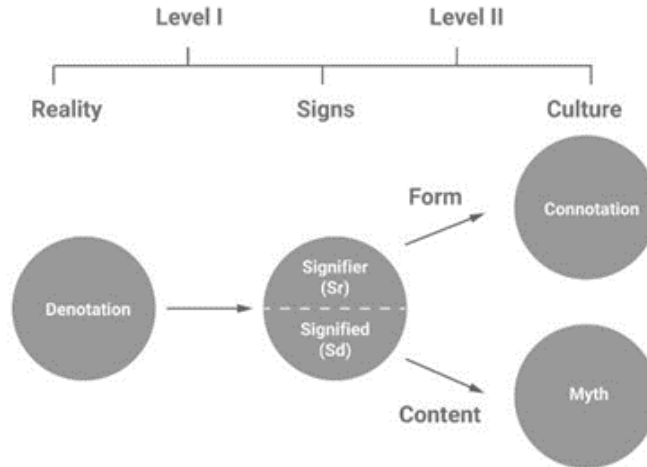 Level I
Level II
Reality
Signs
Culture
Form
Connotation
Signifier
(Sr)
Denotation
Signified
(Sd)
Myth
Content